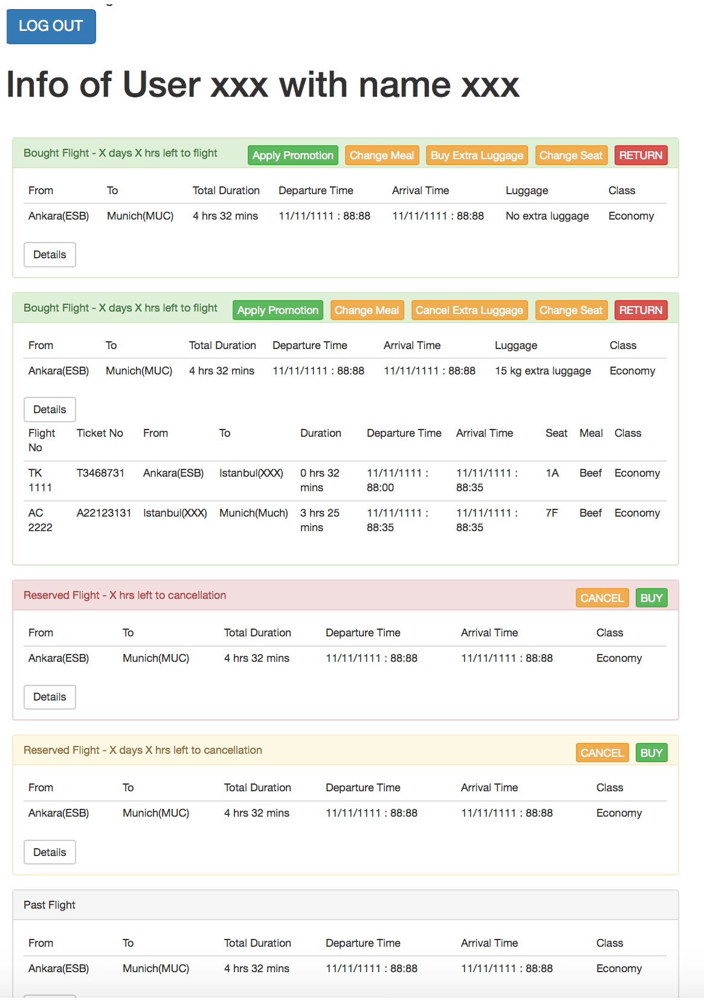 LOG OUT
Info of User xxx with name xxx
Bought Flight - X days X hrs left to flight Apply Promotion Change Meal Buy Extra Luggage Change Seat RETURN
From To Total Duration Departure Time Arrival Time Luggage Class
Ankara(ESB) Munich(MUC) 4 hrs 32 mins 11/11/1111 : 88:88 11/11/1111 : 88:88 No extra luggage Economy
Details
Bought Flight - X days X hrs left to flight Apply Promotion Change Meal Cancel Extra Luggage Change Seat RETURN
From To Total Duration Departure Time Arrival Time Luggage Class
Ankara(ESB) Munich(MUC) 4 hrs 32 mins 11/11/1111 : 88:88 11/11/1111 : 88:88 15 kg extra luggage Economy
Details
Flight Ticket No From To Duration Departure Time Arrival Time Seat Meal Class
No
TK T3468731 Ankara(ESB) Istanbul(XXX) 0 hrs 32 11/11/1111 : 11/11/1111 : 1A Beef Economy
1111 mins 88:00 88:35
AC A22123131 Istanbul(XXX) Munich(Much) 3 hrs 25 11/11/1111 : 11/11/1111 : 7F Beef Economy
2222 mins 88:35 88:35
Reserved Flight - X hrs left to cancellation CANCEL BUY
From To Total Duration Departure Time Arrival Time Class
Ankara(ESB) Munich(MUC) 4 hrs 32 mins 11/11/1111 : 88:88 11/11/1111 : 88:88 Economy
Details
Reserved Flight - X days X hrs left to cancellation CANCEL BUY
From To Total Duration Departure Time Arrival Time Class
Ankara(ESB) Munich(MUC) 4 hrs 32 mins 11/11/1111 : 88:88 11/11/1111 : 88:88 Economy
Details
Past Flight
From To Total Duration Departure Time Arrival Time Class
Ankara(ESB) Munich(MUC) 4 hrs 32 mins 11/11/1111 : 88:88 11/11/1111 : 88:88 Economy